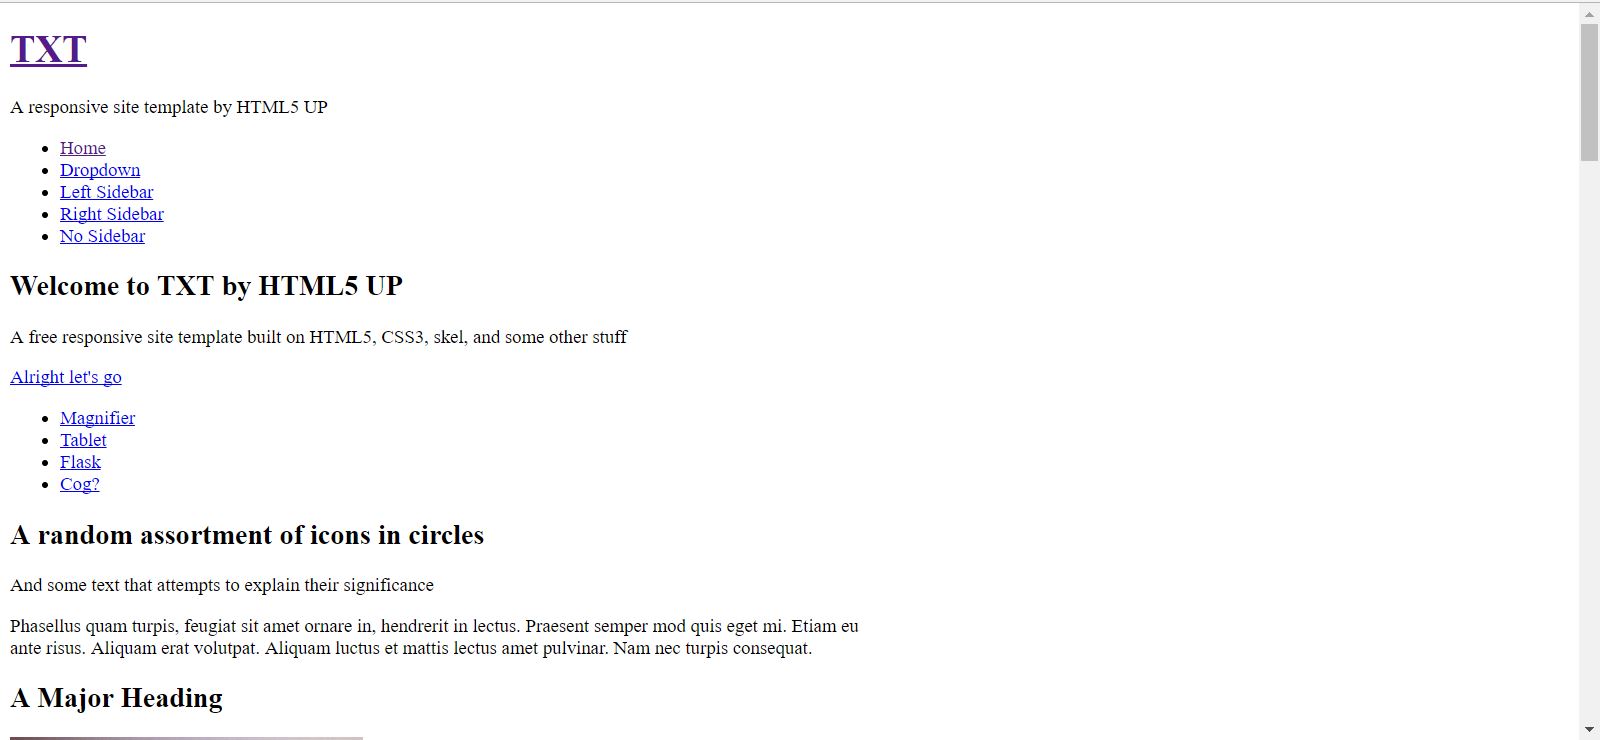 TXT
A responsive site template by HTML5 UP
Home
Dropdown
Left Sidebar
Right Sidebar
No Sidebar
Welcome to TXT by HTML5 UP
A free responsive site template built on HTML5, CSS3, skel, and some other stuff
Alright let's go
Magnifier
Tablet
Flask
Cog?
A random assortment of icons in circles
And some text that attempts to explain their significance
Phasellus quam turpis, feugiat sit amet ornare in, hendrerit in lectus. Praesent semper mod quis eget mi. Etiam eu
ante risus. Aliquam erat volutpat. Aliquam luctus et mattis lectus amet pulvinar. Nam nec turpis consequat.
A Major Heading